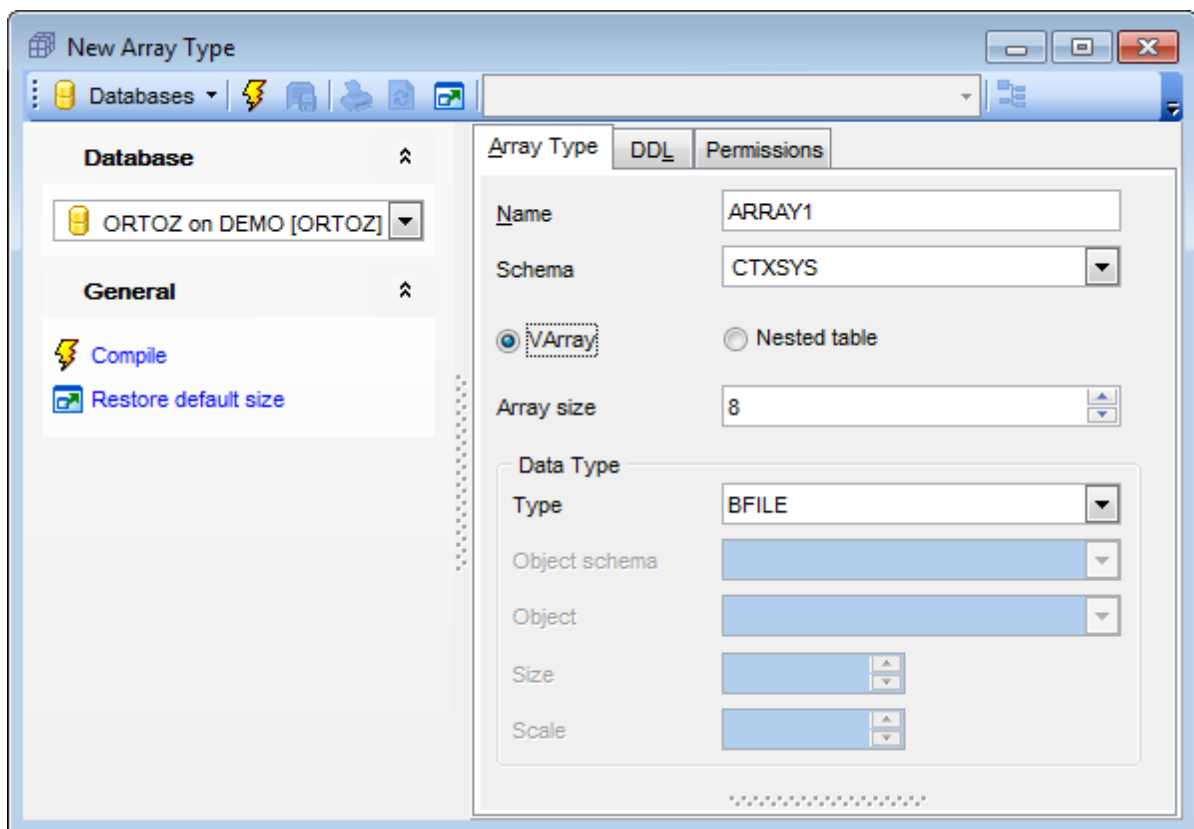 New Array Type
Databases
Database
ORTOZ on DEMO [ORTOZ]
General
Compile
Restore default size
Array Type DDL Permissions
Name ARRAY1
Schema CTXSYS
VArray Nested table
Array size 8
Data Type
Type BFILE
Object schema
Object
Size
Scale